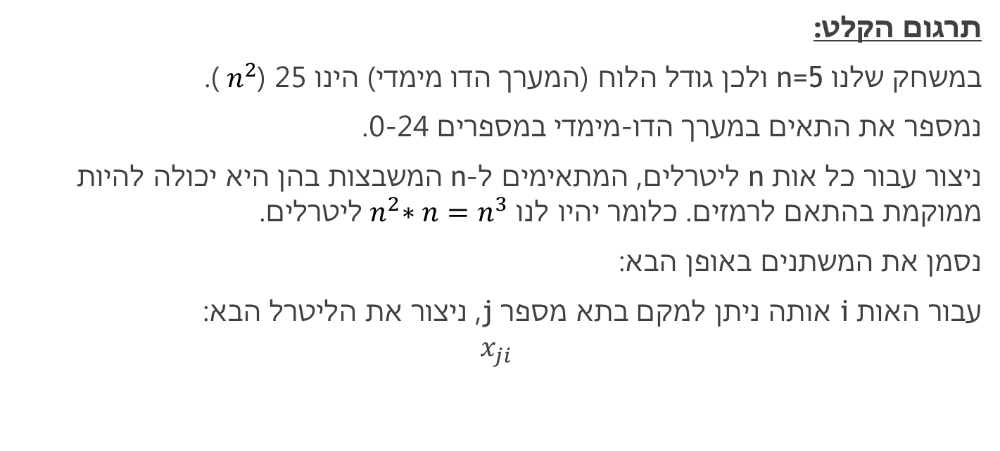 תרגום הקלט:
במשחק שלנו n=5 ולכן גודל הלוח (המערך הדו מימדי) הינו 25 (n²).
נמספר את התאים במערך הדו-מימדי במספרים 0-24.
ניצור עבור כל אות n ליטרלים, המתאימים ל-n המשבצות בהן היא יכולה להיות
ממוקמת בהתאם לרמזים. כלומר יהיו לנו n² * n = n³ ליטרלים.
נסמן את המשתנים באופן הבא:
עבור האות i אותה ניתן למקם בתא מספר j, ניצור את הליטרל הבא:
x_{ji}